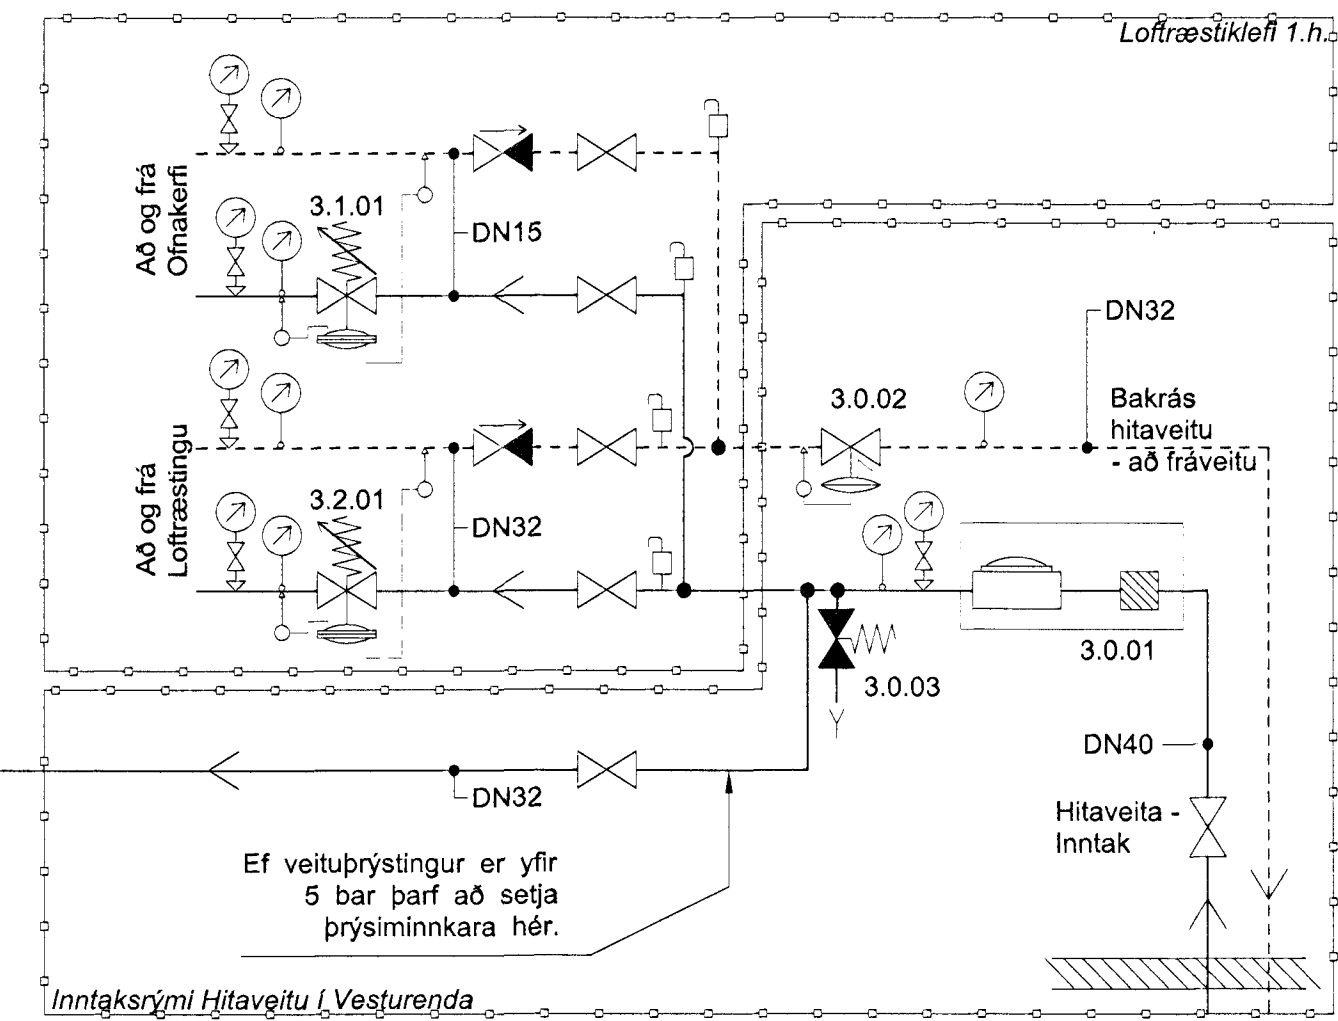 Loftræstiklefi 1.h.
Að og frá
Ofnakerfi
3.1.01
DN15
DN32
3.0.02
Bakrás
hitaveitu
- að fráveitu
Að og frá
Loftræstingu
3.2.01
DN32
3.0.01
3.0.03
DN40
DN32
Hitaveita -
Inntak
Ef veituþrýstingur er yfir
5 bar þarf að setja
þrýsiminnkara hér.
Inntaksrými Hitaveitu í Vesturenda